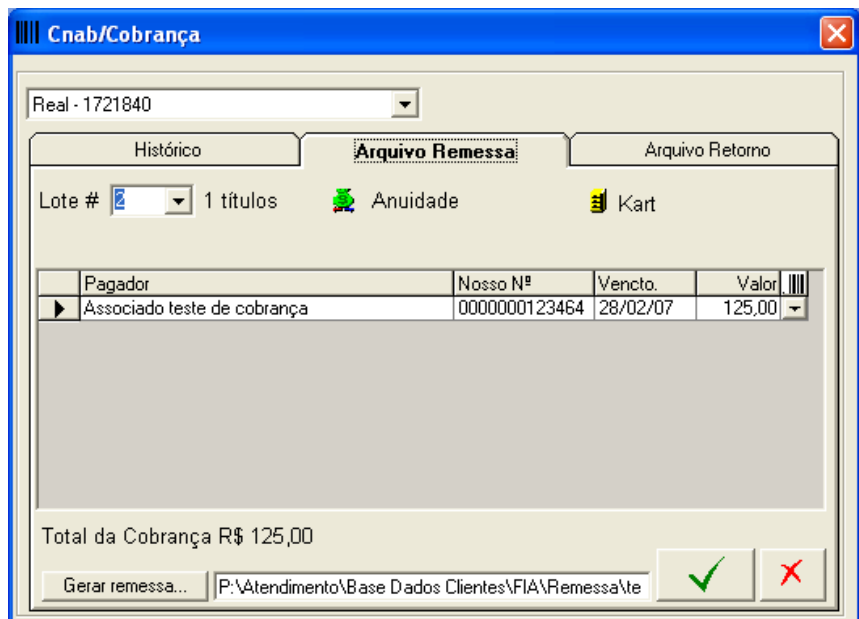 Cnab/Cobrança
Real - 1721840
Histórico Arquivo Remessa Arquivo Retorno
Lote # 2 1 títulos Anuidade Kart
Pagador Nosso Nº Vencto. Valor
Associado teste de cobrança 0000000123464 28/02/07 125,00
Total da Cobrança R$ 125,00
Gerar remessa... P:\Atendimento\Base Dados Clientes\FIA\Remessa\te